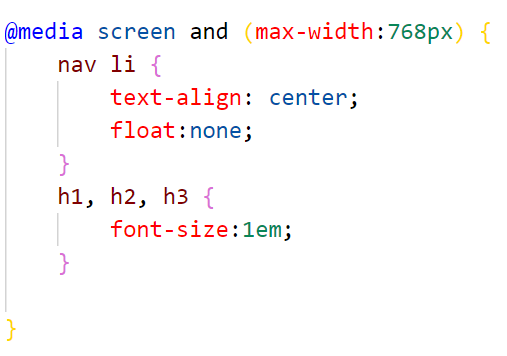 @media screen and (max-width:768px) {
    nav li {
        text-align: center;
        float:none;
    }
    h1, h2, h3 {
        font-size:1em;
    }
}